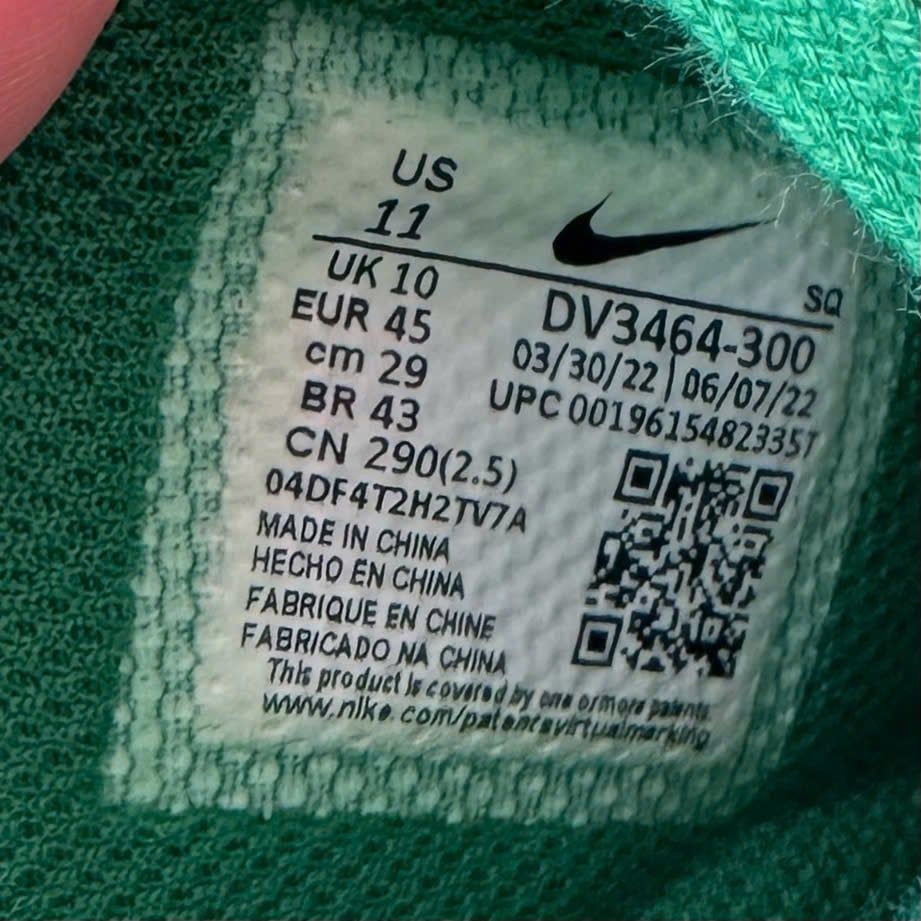 US
11
SQ
UK 10
EUR 45
cm 29
BR 43
CN 290(2.5)
DV3464-300
03/30/22 | 06/07/22
UPC 00196154823357
04DF4T2H2TV7A
MADE IN CHINA
HECHO EN CHINA
FABRIQUE EN CHINE
FABRICADO NA CHINA
This product is covered by one or more patents.
www.nike.com/patentsvirtualmarking